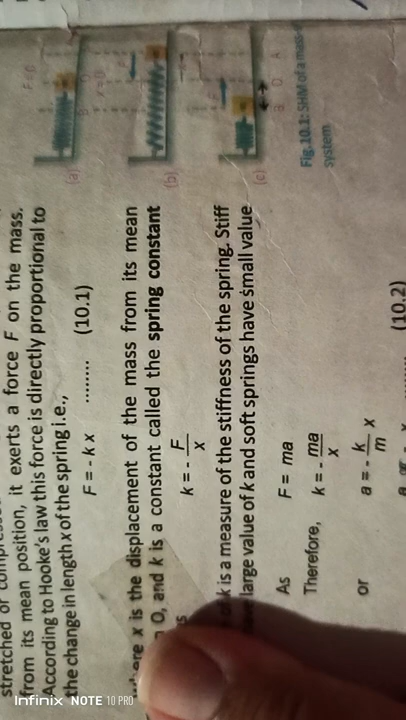 stretched or
from its mean position, it exerts a force F on the mass.
According to Hooke's law this force is directly proportional to
the change in length x of the spring i.e.,
F = - k x ......... (10.1)
x is the displacement of the mass from its mean
O, and k is a constant called the spring constant
k = - F/x
k is a measure of the stiffness of the spring. Stiff
large value of k and soft springs have small value
As F = ma
Therefore, k = - ma/x
or a = - k/m x
(10.2)
(a)
(b)
(c)
Fig.10.1: SHM of a mass
system
Infinix NOTE 10 PRO